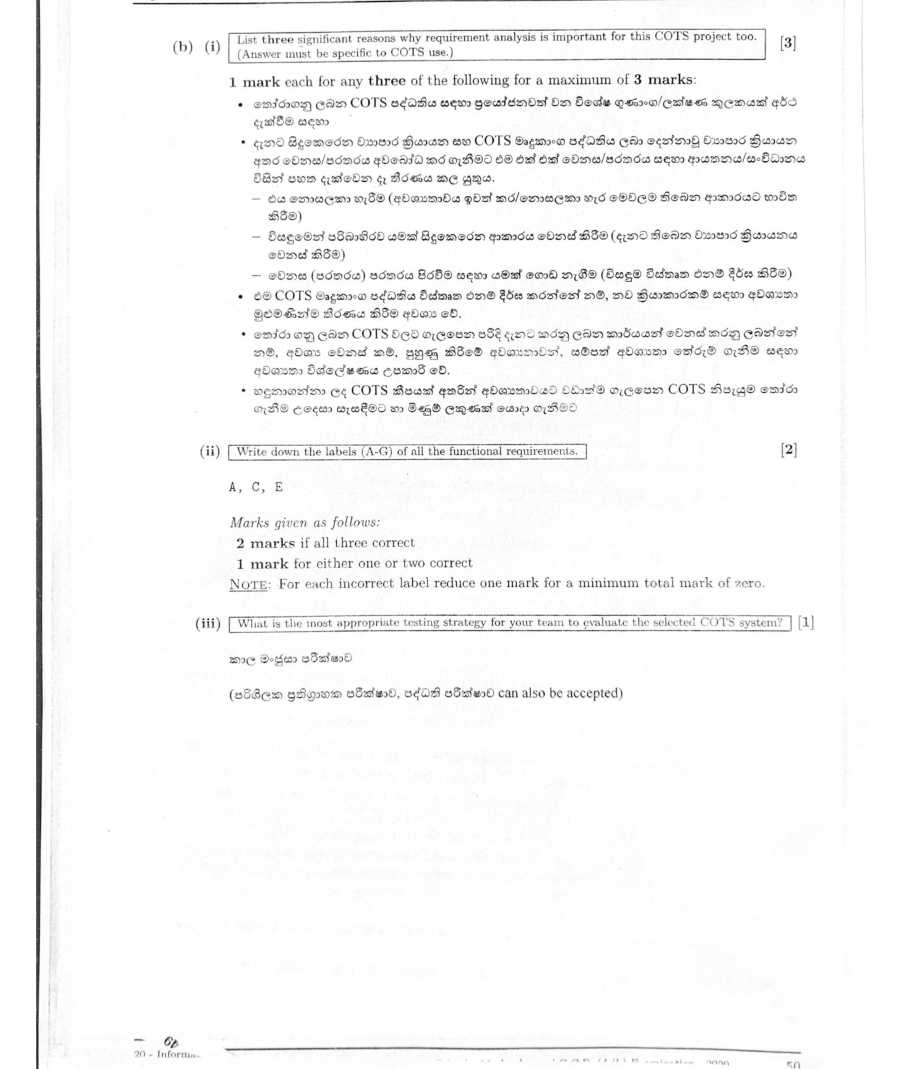 (b) (i) List three significant reasons why requirement analysis is important for this COTS project too. [3]
(Answer must be specific to COTS use.)
1 mark each for any three of the following for a maximum of 3 marks:
• තෝරාගනු ලබන COTS පද්ධතිය සඳහා ප්‍රයෝජනවත් වන විශේෂ ගුණාංග/ලක්ෂණ කුලකයක් අර්ථ
දැක්වීම සඳහා
• දැනට සිදුකෙරෙන ව්‍යාපාර ක්‍රියායන සහ COTS මෘදුකාංග පද්ධතිය ලබා දෙන්නාවූ ව්‍යාපාර ක්‍රියායන
අතර වෙනස/පරතරය අවබෝධ කර ගැනීමට එම එක් එක් වෙනස/පරතරය සඳහා ආයතනය/සංවිධානය
විසින් පහත දැක්වෙන දෑ තීරණය කල යුතුය.
– එය නොසලකා හැරීම (අවශ්‍යතාවය ඉවත් කර/නොසලකා හැර මෙවලම තිබෙන ආකාරයට භාවිත
කිරීම)
– විසඳුමෙන් පරිබාහිරව යමක් සිදුකෙරෙන ආකාරය වෙනස් කිරීම (දැනට තිබෙන ව්‍යාපාර ක්‍රියායනය
වෙනස් කිරීම)
– වෙනස (පරතරය) පරතරය පිරවීම සඳහා යමක් ගොඩ නැගීම (විසඳුම විස්තෘත එනම් දීර්ඝ කිරීම)
• එම COTS මෘදුකාංග පද්ධතිය විස්තෘත එනම් දීර්ඝ කරන්නේ නම්, නව ක්‍රියාකාරකම් සඳහා අවශ්‍යතා
මුළුමණින්ම තීරණය කිරීම අවශ්‍ය වේ.
• තෝරා ගනු ලබන COTS වලට ගැලපෙන පරිදි දැනට කරනු ලබන කාර්යයන් වෙනස් කරනු ලබන්නේ
නම්, අවශ්‍ය වෙනස් කම්, පුහුණු කිරීමේ අවශ්‍යතාවන්, සම්පත් අවශ්‍යතා තේරුම් ගැනීම සඳහා
අවශ්‍යතා විශ්ලේෂණය උපකාරී වේ.
• හඳුනාගන්නා ලද COTS කීපයක් අතරින් අවශ්‍යතාවයට වඩාත්ම ගැලපෙන COTS නිපැයුම තෝරා
ගැනීම උදෙසා සැසඳීමට හා මිණුම් ලකුණක් යොදා ගැනීමට
(ii) Write down the labels (A-G) of all the functional requirements. [2]
A, C, E
Marks given as follows:
2 marks if all three correct
1 mark for either one or two correct
NOTE: For each incorrect label reduce one mark for a minimum total mark of zero.
(iii) What is the most appropriate testing strategy for your team to evaluate the selected COTS system? [1]
කාල මංජුසා පරීක්ෂාව
(පරිශීලක ප්‍රතිග්‍රාහක පරීක්ෂාව, පද්ධති පරීක්ෂාව can also be accepted)
20 - Informa
50